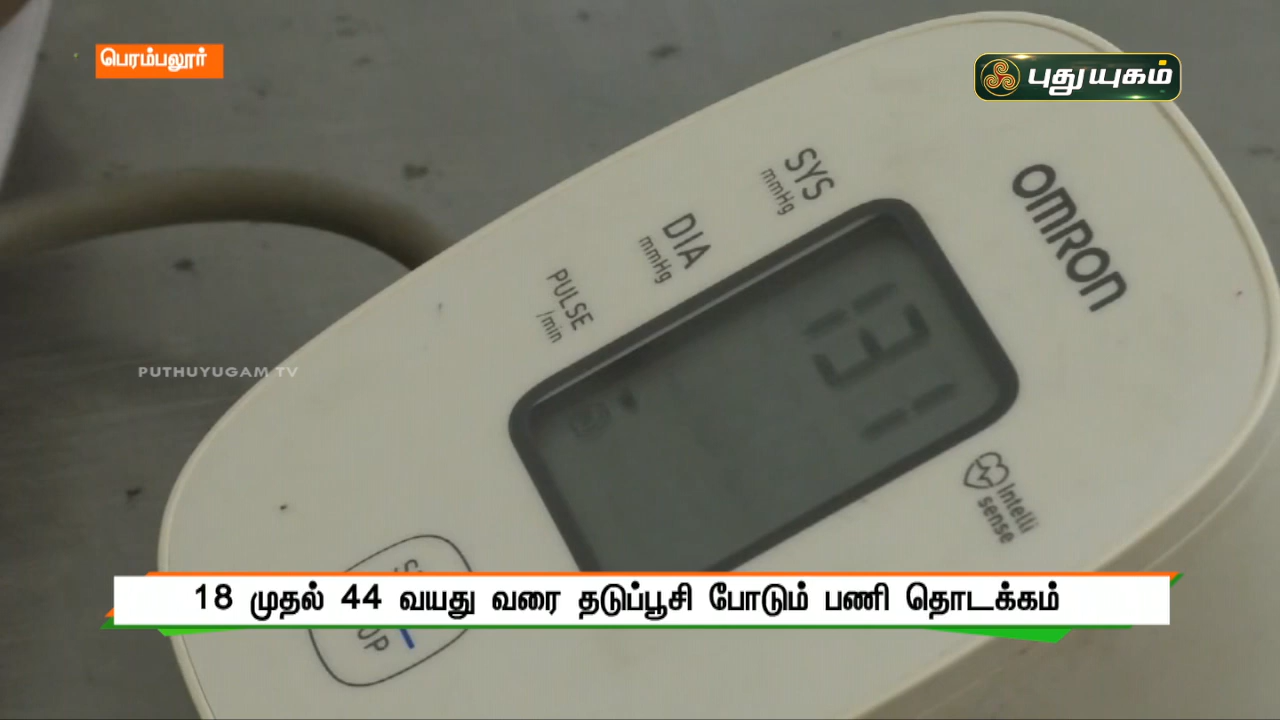 பெரம்பலூர்
புதுயுகம்
OMRON
SYS
mmHg
DIA
mmHg
PULSE
/min
131
Intelli
sense
PUTHUYUGAM TV
18 முதல் 44 வயது வரை தடுப்பூசி போடும் பணி தொடக்கம்